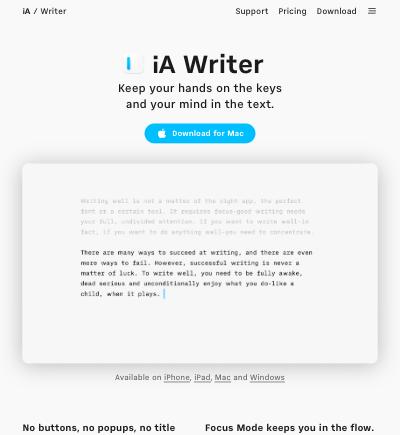 iA / Writer
Support Pricing Download
iA Writer
Keep your hands on the keys
and your mind in the text.
Download for Mac
Writing well is not a matter of the right app, the perfect
font or a certain tool. It requires focus—good writing needs
your full, undivided attention. If you want to write well—in
fact, if you want to do anything well—you need to concentrate.
There are many ways to succeed at writing, and there are even
more ways to fail. However, successful writing is never a
matter of luck. To write well, you need to be fully awake,
dead serious and unconditionally enjoy what you do—like a
child, when it plays.
Available on iPhone, iPad, Mac and Windows
No buttons, no popups, no title
Focus Mode keeps you in the flow.